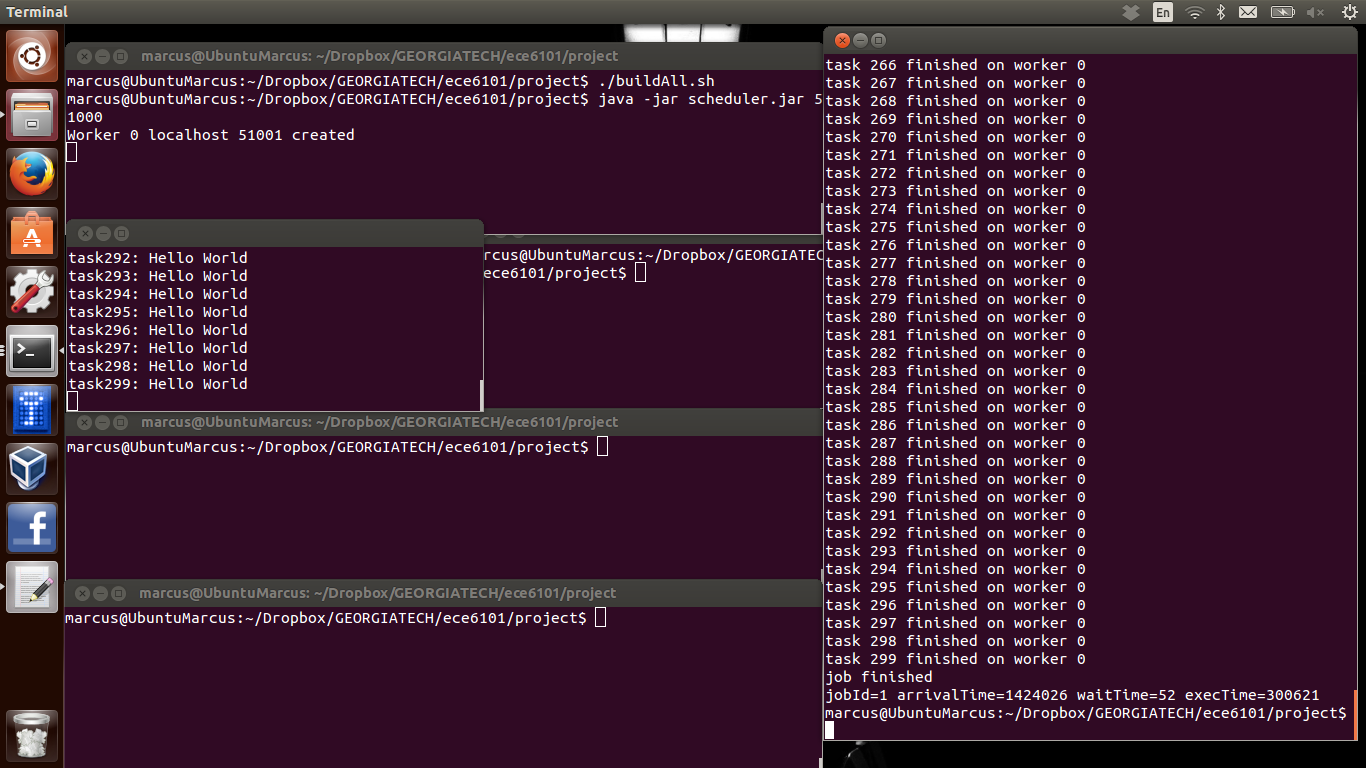 Terminal
En
marcus@UbuntuMarcus: ~/Dropbox/GEORGIATECH/ece6101/project
marcus@UbuntuMarcus:~/Dropbox/GEORGIATECH/ece6101/project$ ./buildAll.sh
marcus@UbuntuMarcus:~/Dropbox/GEORGIATECH/ece6101/project$ java -jar scheduler.jar 5
1000
Worker 0 localhost 51001 created
task292: Hello World
task293: Hello World
task294: Hello World
task295: Hello World
task296: Hello World
task297: Hello World
task298: Hello World
task299: Hello World
rcus@UbuntuMarcus:~/Dropbox/GEORGIATEC
ece6101/project$
marcus@UbuntuMarcus: ~/Dropbox/GEORGIATECH/ece6101/project
marcus@UbuntuMarcus:~/Dropbox/GEORGIATECH/ece6101/project$
marcus@UbuntuMarcus: ~/Dropbox/GEORGIATECH/ece6101/project
marcus@UbuntuMarcus:~/Dropbox/GEORGIATECH/ece6101/project$
task 266 finished on worker 0
task 267 finished on worker 0
task 268 finished on worker 0
task 269 finished on worker 0
task 270 finished on worker 0
task 271 finished on worker 0
task 272 finished on worker 0
task 273 finished on worker 0
task 274 finished on worker 0
task 275 finished on worker 0
task 276 finished on worker 0
task 277 finished on worker 0
task 278 finished on worker 0
task 279 finished on worker 0
task 280 finished on worker 0
task 281 finished on worker 0
task 282 finished on worker 0
task 283 finished on worker 0
task 284 finished on worker 0
task 285 finished on worker 0
task 286 finished on worker 0
task 287 finished on worker 0
task 288 finished on worker 0
task 289 finished on worker 0
task 290 finished on worker 0
task 291 finished on worker 0
task 292 finished on worker 0
task 293 finished on worker 0
task 294 finished on worker 0
task 295 finished on worker 0
task 296 finished on worker 0
task 297 finished on worker 0
task 298 finished on worker 0
task 299 finished on worker 0
job finished
jobId=1 arrivalTime=1424026 waitTime=52 execTime=300621
marcus@UbuntuMarcus:~/Dropbox/GEORGIATECH/ece6101/project$